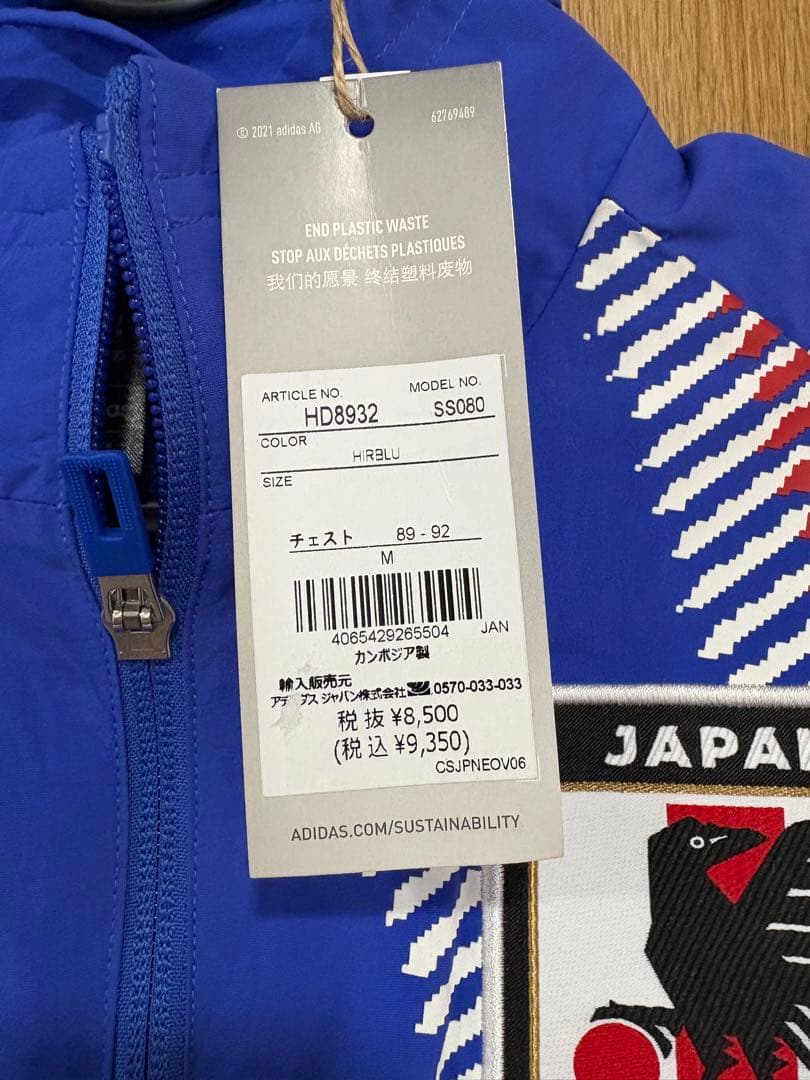 © 2021 adidas AG 62769489
END PLASTIC WASTE
STOP AUX DÉCHETS PLASTIQUES
我们的愿景 终结塑料废物
ARTICLE NO. MODEL NO.
HD8932 SS080
COLOR
HIRBLU
SIZE
チェスト 89 - 92
M
4065429265504 JAN
カンボジア製
輸入販売元
アディダス ジャパン株式会社 0570-033-033
税抜 ¥8,500
(税込 ¥9,350)
CSJPNEOV06
ADIDAS.COM/SUSTAINABILITY
JAPAN